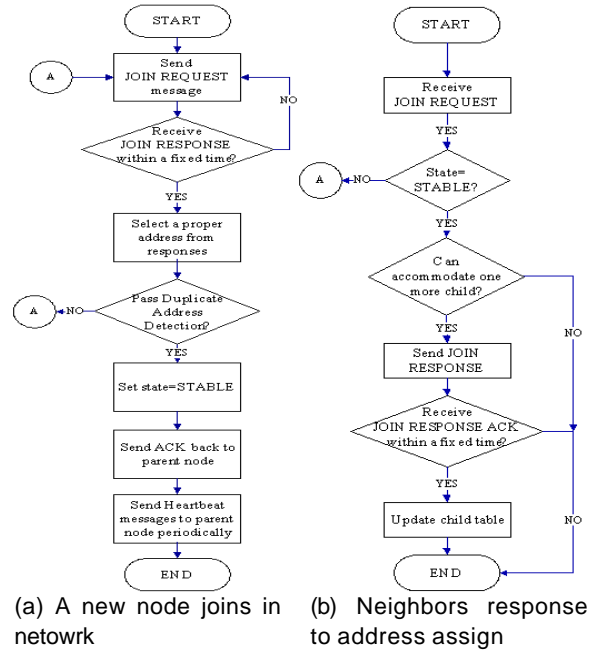 START
Send
JOIN REQUEST
message
A
NO
Receive
JOIN RESPONSE
within a fixed time?
YES
Select a proper
address from
responses
Pass Duplicate
Address
Detection?
NO
A
YES
Set state=STABLE
Send ACK back to
parent node
Send Heartbeat
messages to parent
node periodically
END
(a) A new node joins in
netowrk
START
Receive
JOIN REQUEST
YES
State=
STABLE?
NO
A
YES
Can
accommodate one
more child?
NO
YES
Send JOIN
RESPONSE
Receive
JOIN RESPONSE ACK
within a fixed time?
YES
NO
Update child table
END
(b) Neighbors response
to address assign